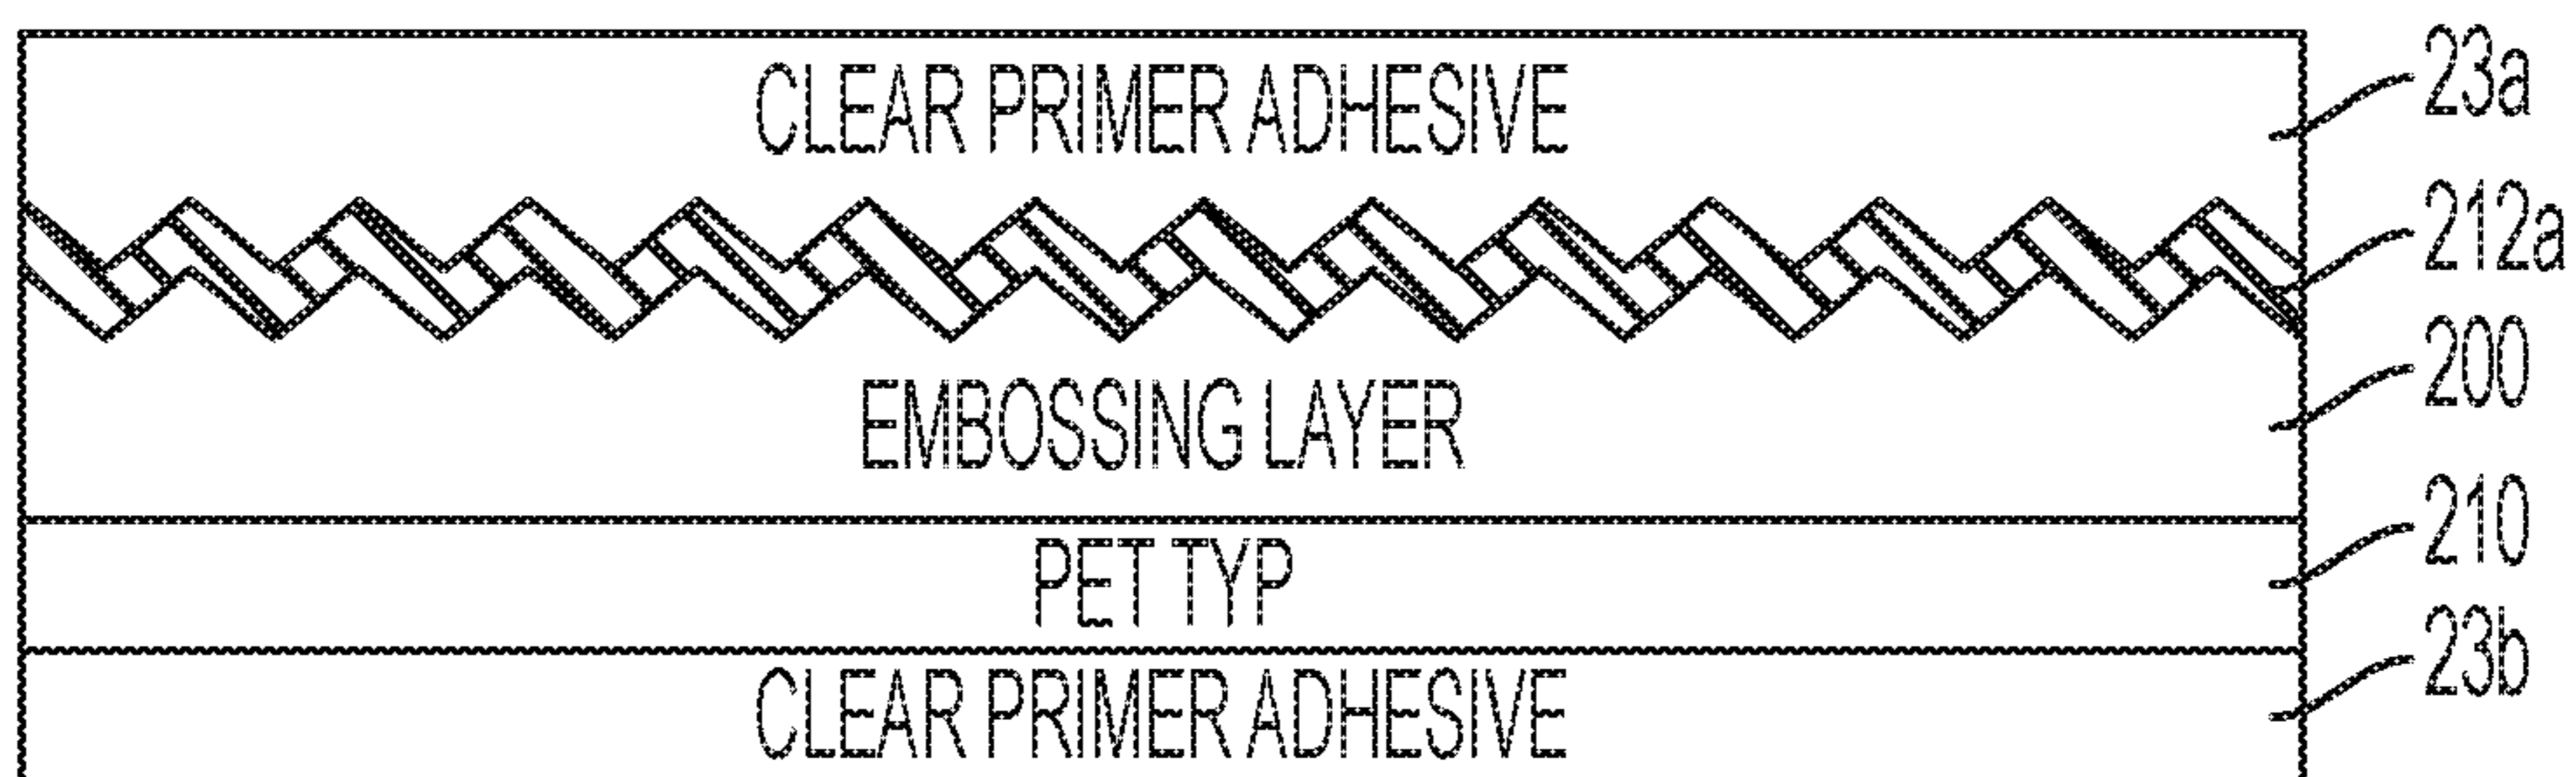 CLEAR PRIMER ADHESIVE
23a
212a
EMBOSSING LAYER
200
PET TYP
210
CLEAR PRIMER ADHESIVE
23b